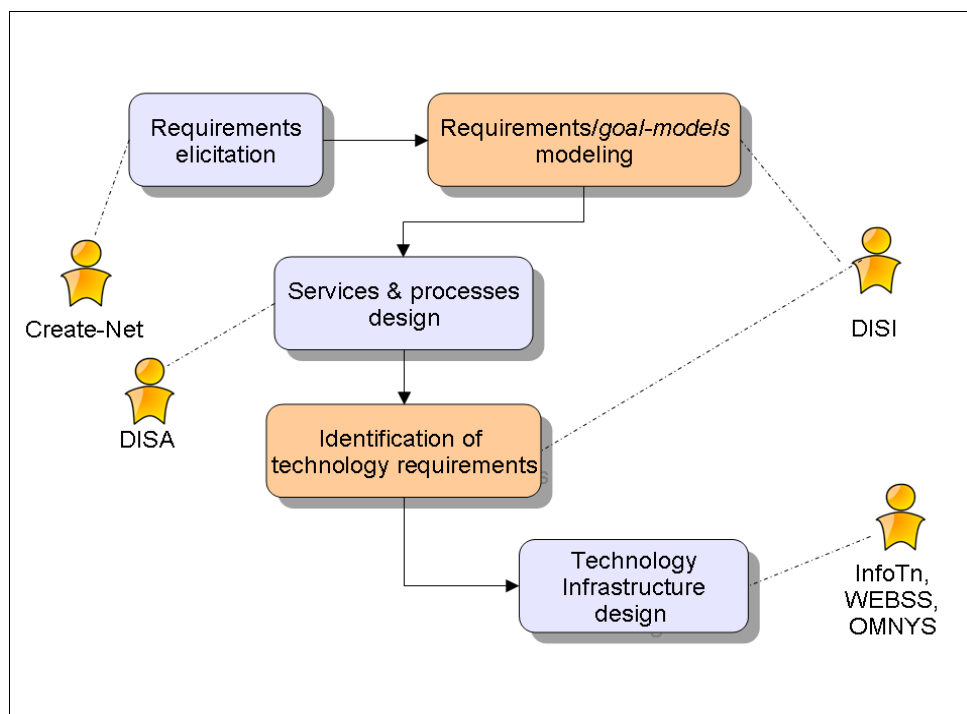 Requirements
elicitation
Requirements/goal-models
modeling
Services & processes
design
Create-Net
DISI
DISA
Identification of
technology requirements
Technology
Infrastructure
design
InfoTn,
WEBSS,
OMNYS